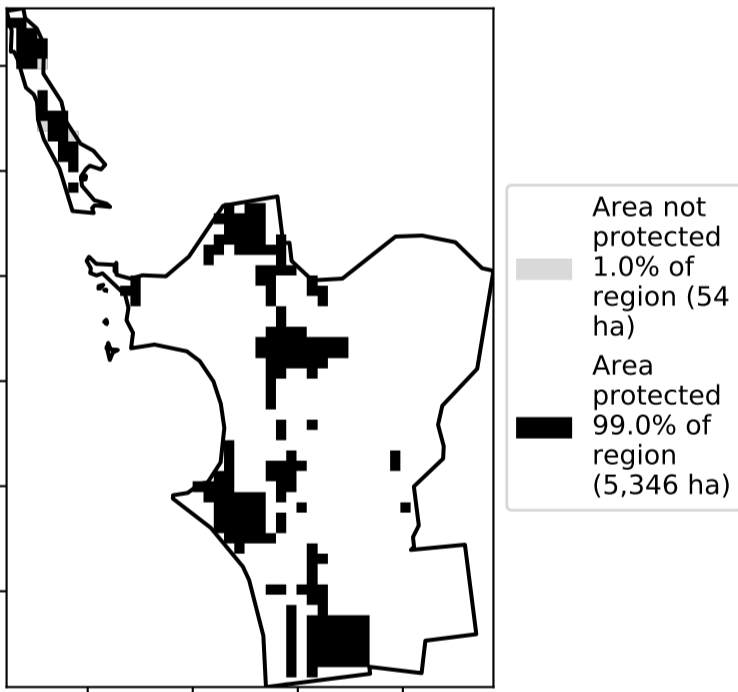 Area not
protected
1.0% of
region (54
ha)
Area
protected
99.0% of
region
(5,346 ha)